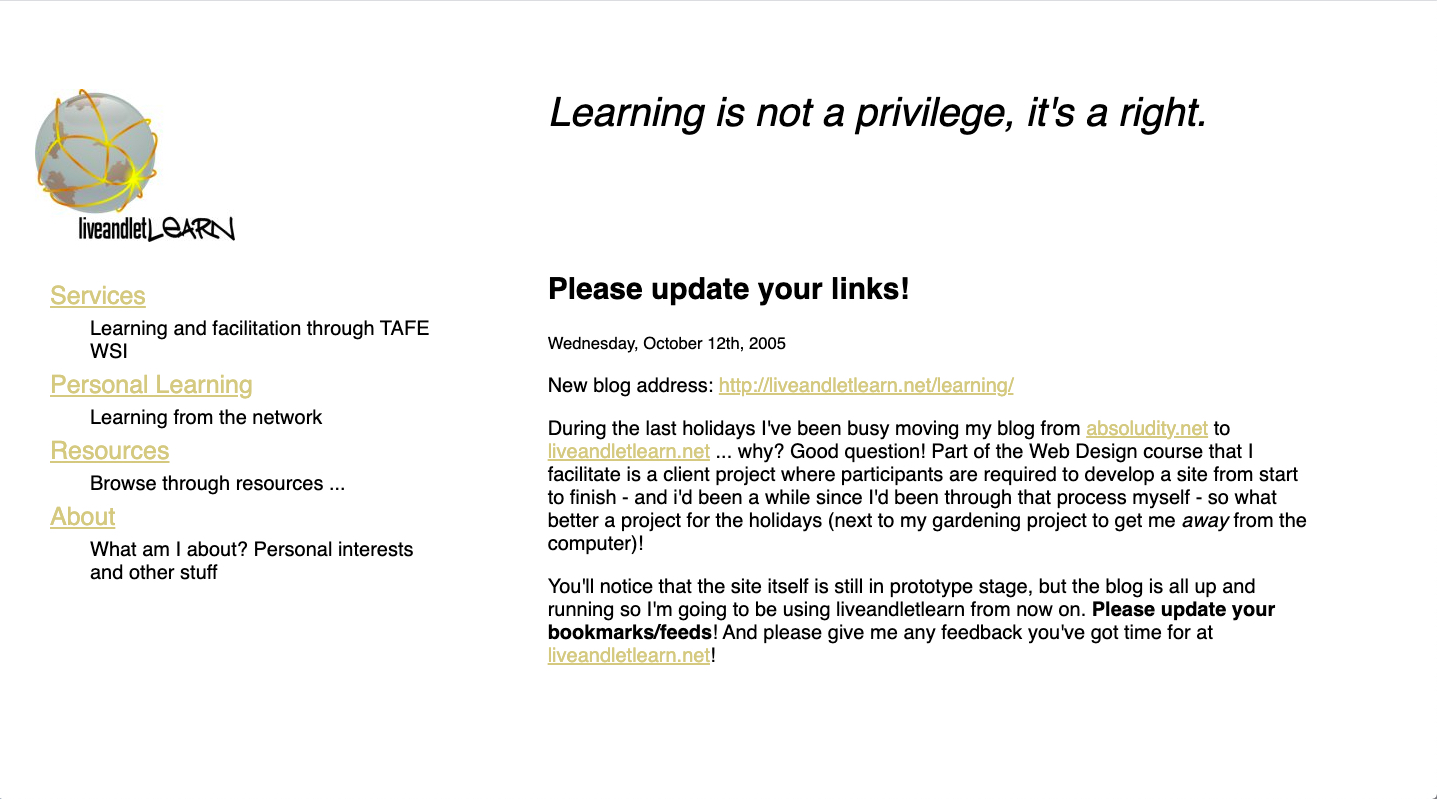 Learning is not a privilege, it's a right.
liveandletLEARN
Services
Learning and facilitation through TAFE
WSI
Personal Learning
Learning from the network
Resources
Browse through resources ...
About
What am I about? Personal interests
and other stuff
Please update your links!
Wednesday, October 12th, 2005
New blog address: http://liveandletlearn.net/learning/
During the last holidays I've been busy moving my blog from absoludity.net to
liveandletlearn.net ... why? Good question! Part of the Web Design course that I
facilitate is a client project where participants are required to develop a site from start
to finish - and i'd been a while since I'd been through that process myself - so what
better a project for the holidays (next to my gardening project to get me away from the
computer)!
You'll notice that the site itself is still in prototype stage, but the blog is all up and
running so I'm going to be using liveandletlearn from now on. Please update your
bookmarks/feeds! And please give me any feedback you've got time for at
liveandletlearn.net!